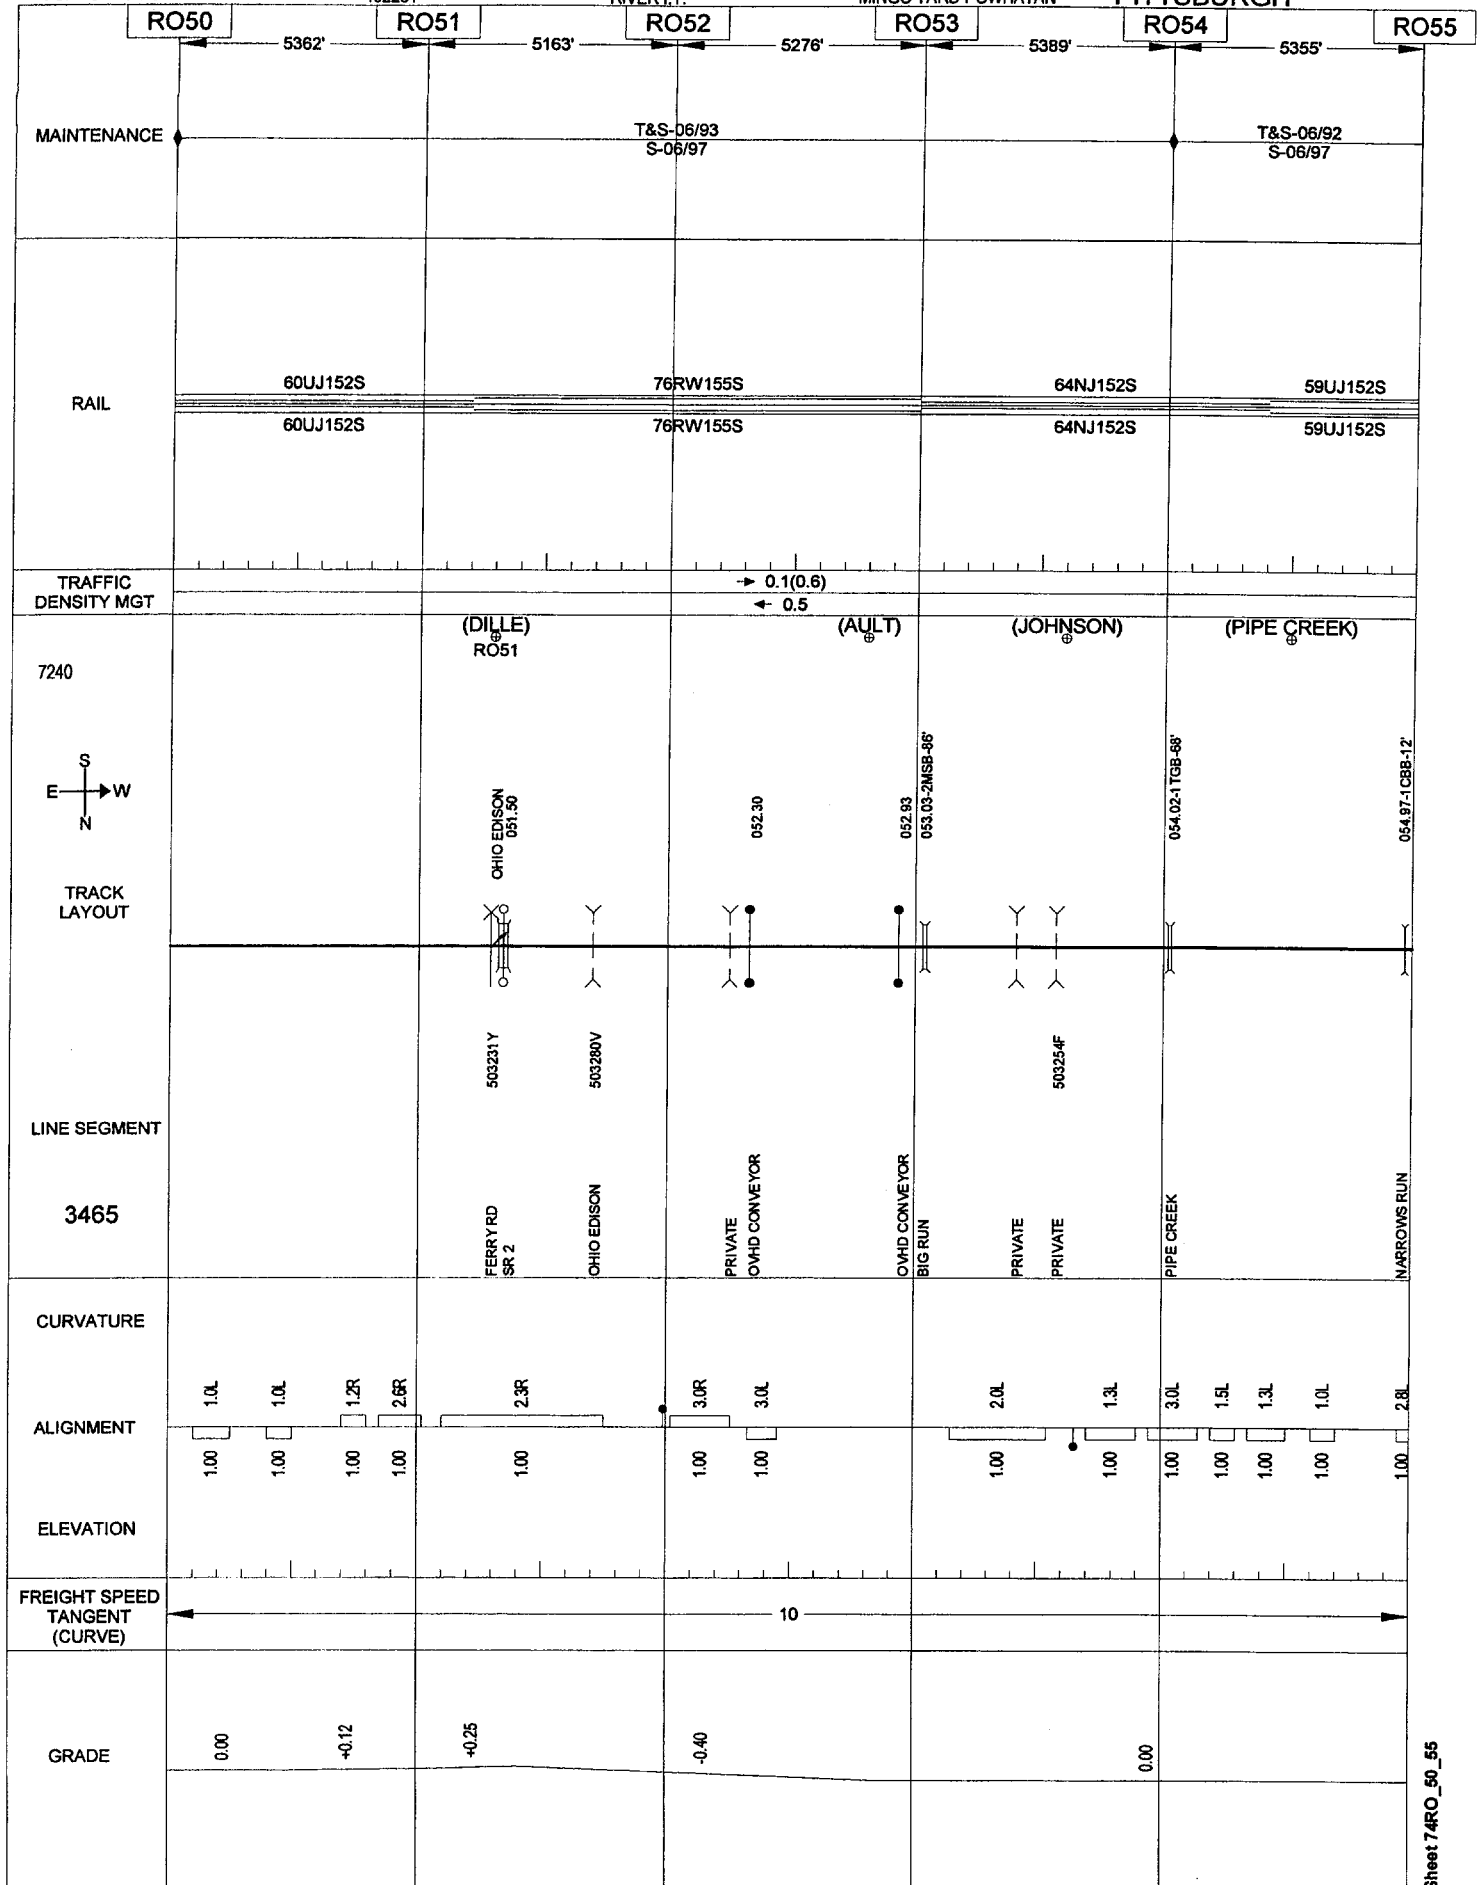 PITTSBURGH
RO50
RO51
RO52
RO53
RO54
RO55
5362'
5163'
5276'
5389'
5355'
MAINTENANCE
T&S-06/93
S-06/97
T&S-06/92
S-06/97
RAIL
60UJ152S
76RW155S
64NJ152S
59UJ152S
60UJ152S
76RW155S
64NJ152S
59UJ152S
TRAFFIC
DENSITY MGT
0.1(0.6)
0.5
(DILLE)
RO51
(AULT)
(JOHNSON)
(PIPE CREEK)
7240
S
E
W
N
OHIO EDISON
051.50
052.30
052.93
053.03-2MSB-86'
054.02-1TGB-68'
054.97-1CBB-12'
TRACK
LAYOUT
503231Y
503280V
503254F
LINE SEGMENT
3465
FERRY RD
SR 2
OHIO EDISON
PRIVATE
OVHD CONVEYOR
OVHD CONVEYOR
BIG RUN
PRIVATE
PRIVATE
PIPE CREEK
NARROWS RUN
CURVATURE
1.0L
1.0L
1.2R
2.6R
2.3R
3.0R
3.0L
2.0L
1.3L
3.0L
1.5L
1.3L
1.0L
2.8L
ALIGNMENT
1.00
1.00
1.00
1.00
1.00
1.00
1.00
1.00
1.00
1.00
1.00
1.00
1.00
1.00
ELEVATION
FREIGHT SPEED
TANGENT
(CURVE)
10
GRADE
0.00
+0.12
+0.25
-0.40
0.00
Sheet 74RO_50_55